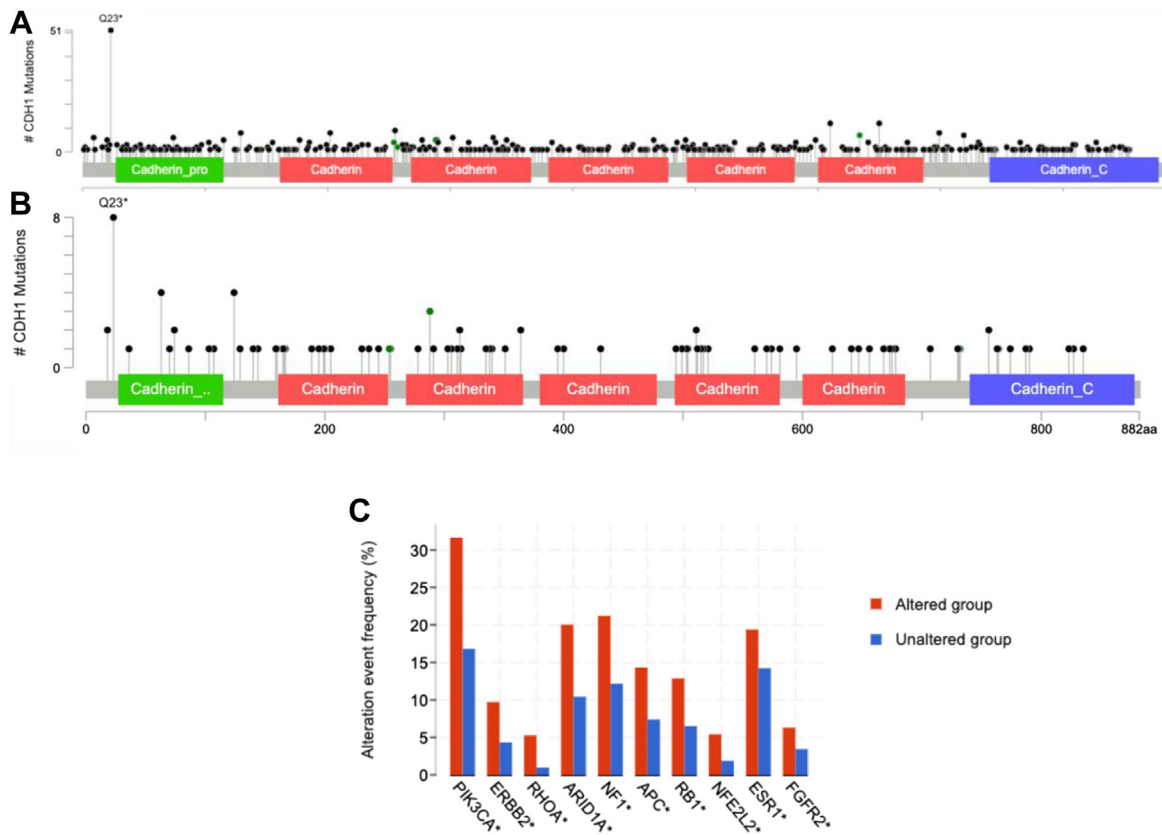 A
Q23*
51
# CDH1 Mutations
0
Cadherin_pro Cadherin Cadherin Cadherin Cadherin Cadherin Cadherin_C
B
Q23*
8
# CDH1 Mutations
0
Cadherin_.. Cadherin Cadherin Cadherin Cadherin Cadherin Cadherin_C
0 200 400 600 800 882aa
C
Alteration event frequency (%)
30
25
20
15
10
5
0
PIK3CA* ERBB2* RHOA* ARID1A* NF1* APC* RB1* NFE2L2* ESR1* FGFR2*
Altered group
Unaltered group